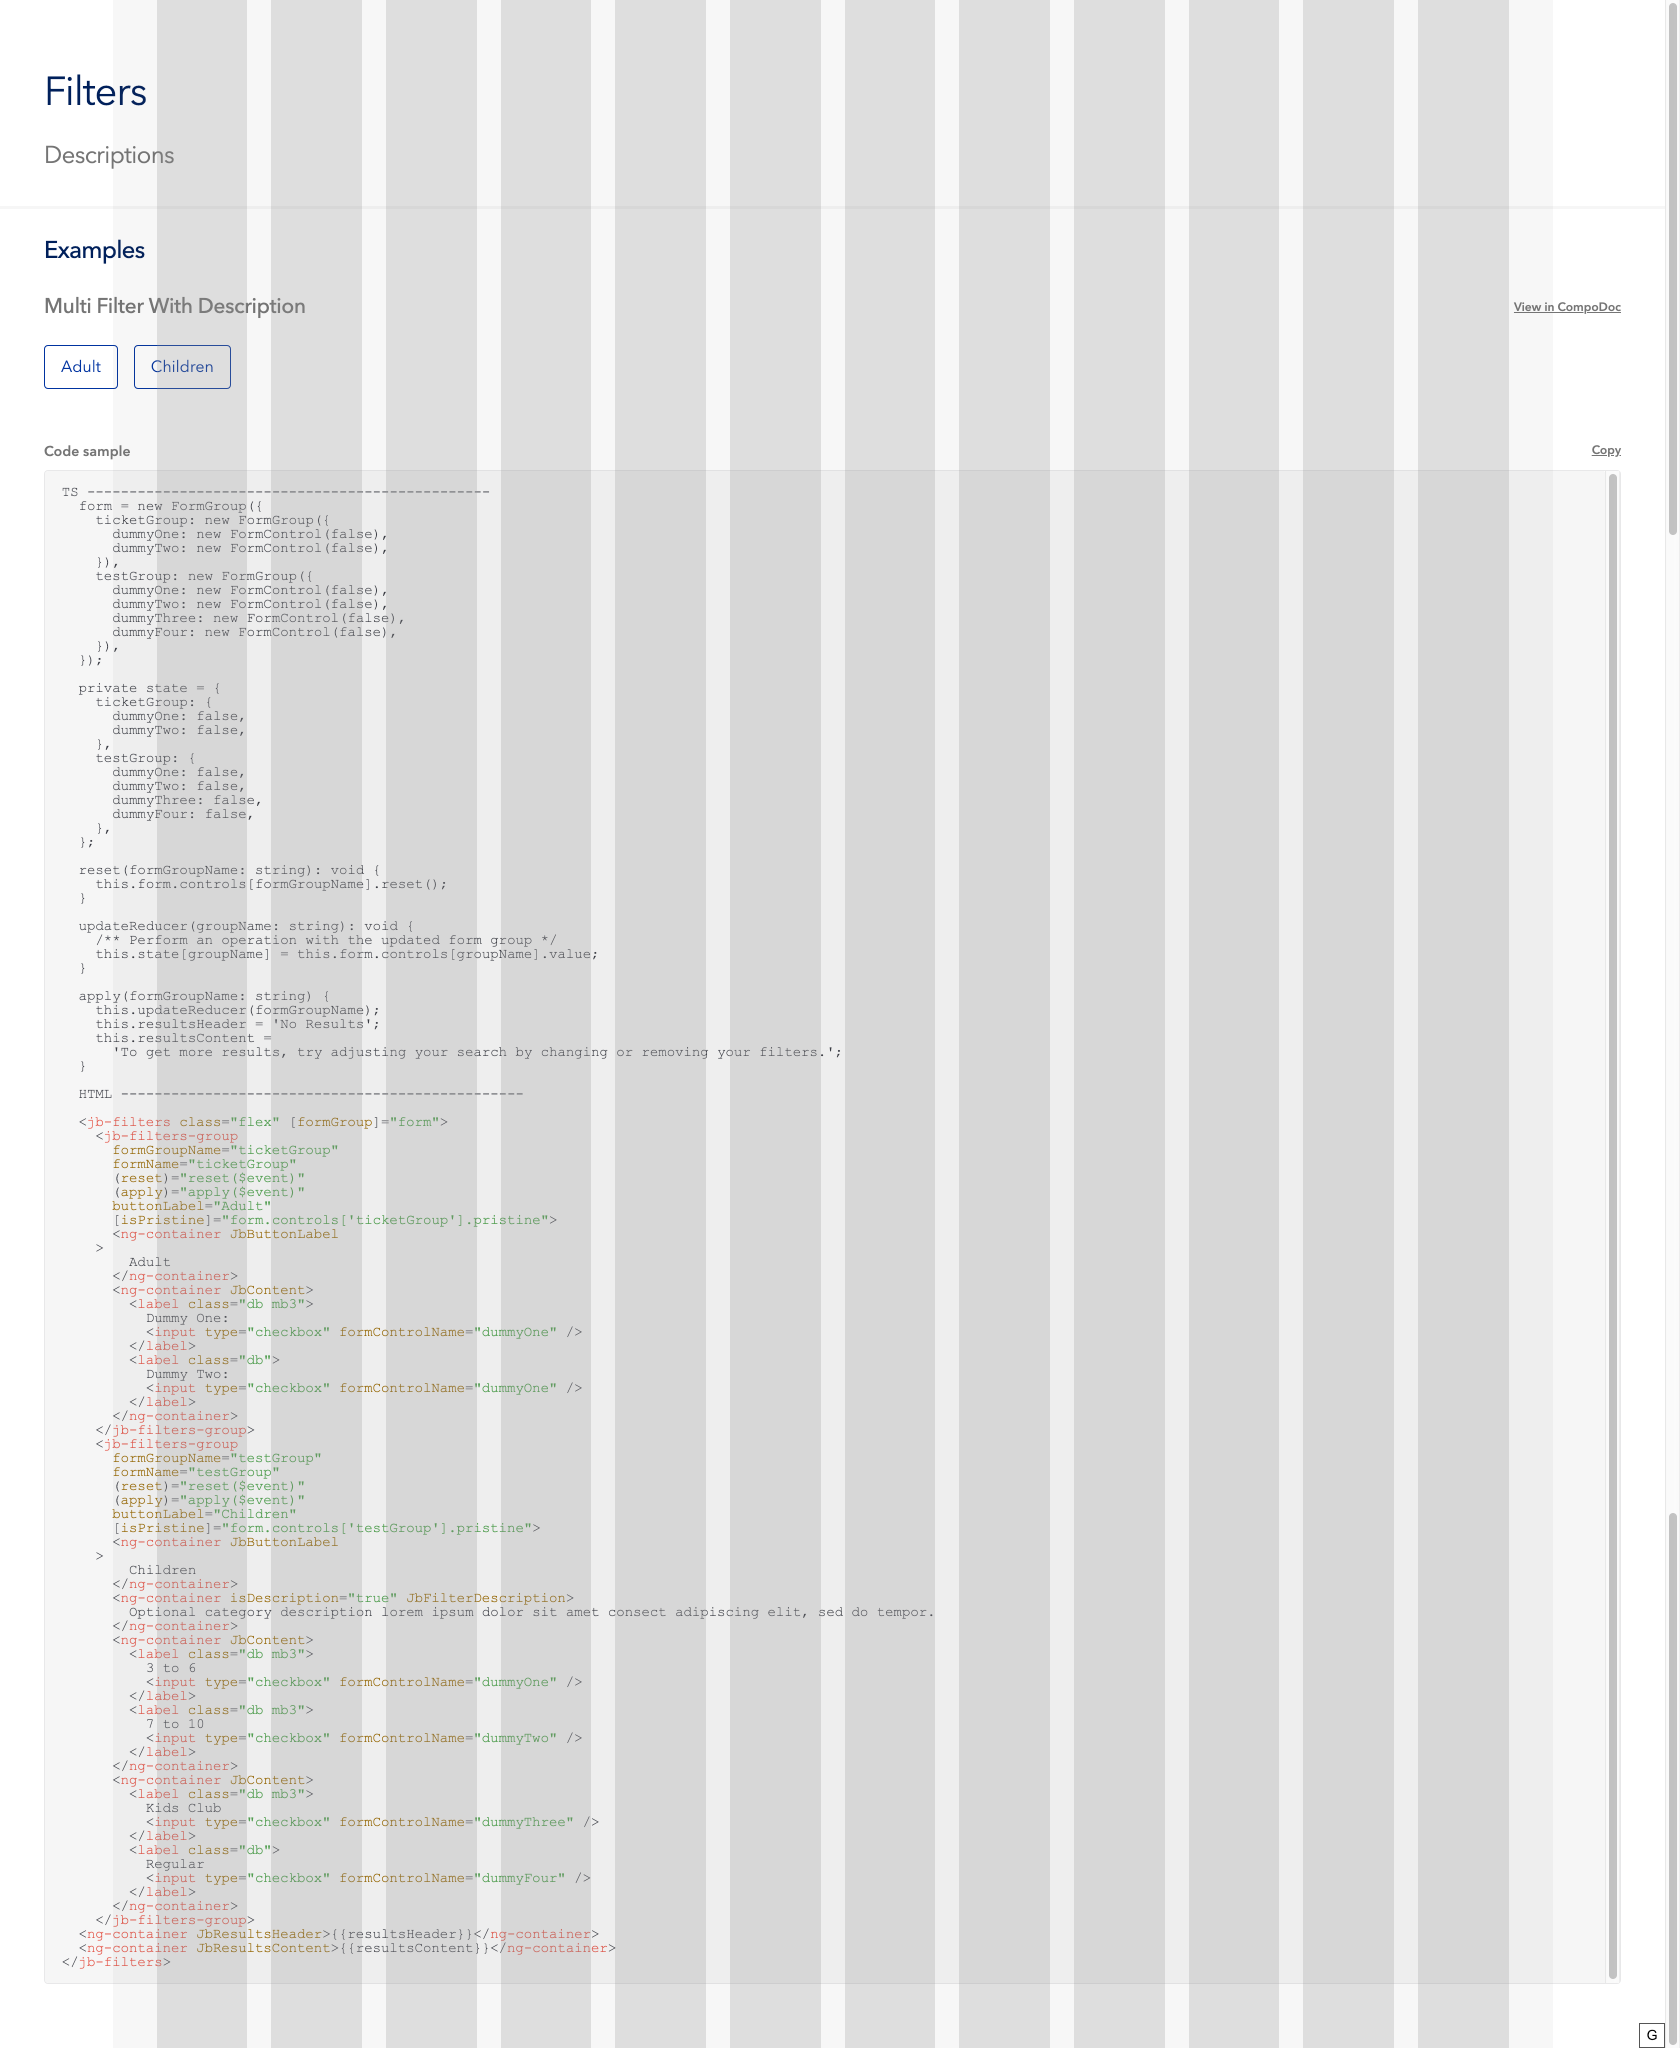 Filters
Descriptions
Examples
Multi Filter With Description
View in CompoDoc
Adult
Children
Code sample
Copy
TS ------------------------------------------------
  form = new FormGroup({
    ticketGroup: new FormGroup({
      dummyOne: new FormControl(false),
      dummyTwo: new FormControl(false),
    }),
    testGroup: new FormGroup({
      dummyOne: new FormControl(false),
      dummyTwo: new FormControl(false),
      dummyThree: new FormControl(false),
      dummyFour: new FormControl(false),
    }),
  });

  private state = {
    ticketGroup: {
      dummyOne: false,
      dummyTwo: false,
    },
    testGroup: {
      dummyOne: false,
      dummyTwo: false,
      dummyThree: false,
      dummyFour: false,
    },
  };

  reset(formGroupName: string): void {
    this.form.controls[formGroupName].reset();
  }

  updateReducer(groupName: string): void {
    /** Perform an operation with the updated form group */
    this.state[groupName] = this.form.controls[groupName].value;
  }

  apply(formGroupName: string) {
    this.updateReducer(formGroupName);
    this.resultsHeader = 'No Results';
    this.resultsContent =
      'To get more results, try adjusting your search by changing or removing your filters.';
  }

  HTML ------------------------------------------------

  <jb-filters class="flex" [formGroup]="form">
    <jb-filters-group
      formGroupName="ticketGroup"
      formName="ticketGroup"
      (reset)="reset($event)"
      (apply)="apply($event)"
      buttonLabel="Adult"
      [isPristine]="form.controls['ticketGroup'].pristine">
      <ng-container JbButtonLabel
    >
        Adult
      </ng-container>
      <ng-container JbContent>
        <label class="db mb3">
          Dummy One:
          <input type="checkbox" formControlName="dummyOne" />
        </label>
        <label class="db">
          Dummy Two:
          <input type="checkbox" formControlName="dummyOne" />
        </label>
      </ng-container>
    </jb-filters-group>
    <jb-filters-group
      formGroupName="testGroup"
      formName="testGroup"
      (reset)="reset($event)"
      (apply)="apply($event)"
      buttonLabel="Children"
      [isPristine]="form.controls['testGroup'].pristine">
      <ng-container JbButtonLabel
    >
        Children
      </ng-container>
      <ng-container isDescription="true" JbFilterDescription>
        Optional category description lorem ipsum dolor sit amet consect adipiscing elit, sed do tempor.
      </ng-container>
      <ng-container JbContent>
        <label class="db mb3">
          3 to 6
          <input type="checkbox" formControlName="dummyOne" />
        </label>
        <label class="db mb3">
          7 to 10
          <input type="checkbox" formControlName="dummyTwo" />
        </label>
      </ng-container>
      <ng-container JbContent>
        <label class="db mb3">
          Kids Club
          <input type="checkbox" formControlName="dummyThree" />
        </label>
        <label class="db">
          Regular
          <input type="checkbox" formControlName="dummyFour" />
        </label>
      </ng-container>
    </jb-filters-group>
  <ng-container JbResultsHeader>{{resultsHeader}}</ng-container>
  <ng-container JbResultsContent>{{resultsContent}}</ng-container>
</jb-filters>
G